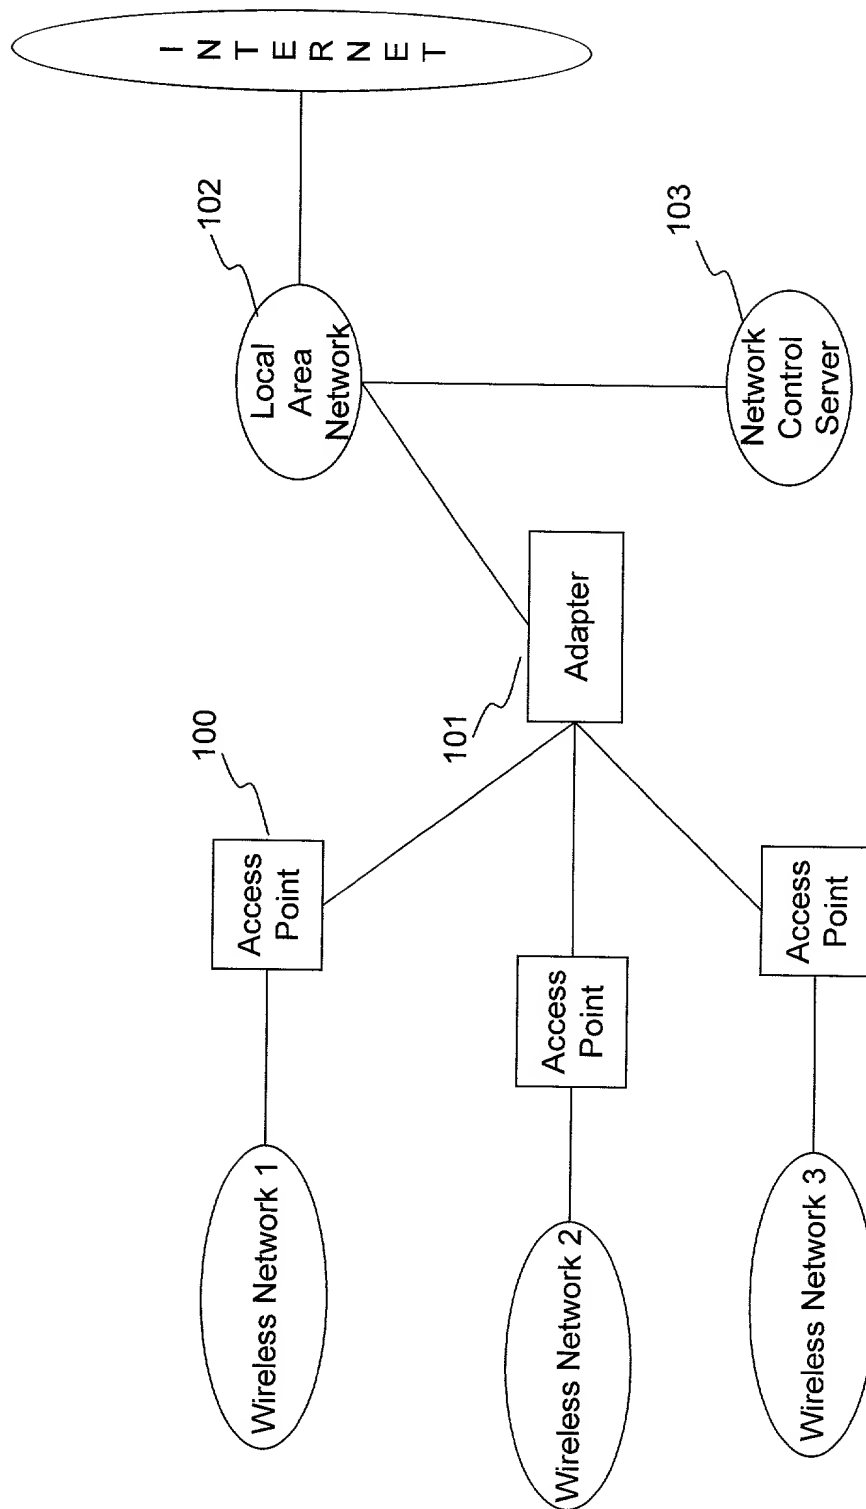 Wireless Network 1
Access
Point
100
Local
Area
Network
102
INTERNET
Wireless Network 2
Access
Point
101
Adapter
Wireless Network 3
Access
Point
Network
Control
Server
103